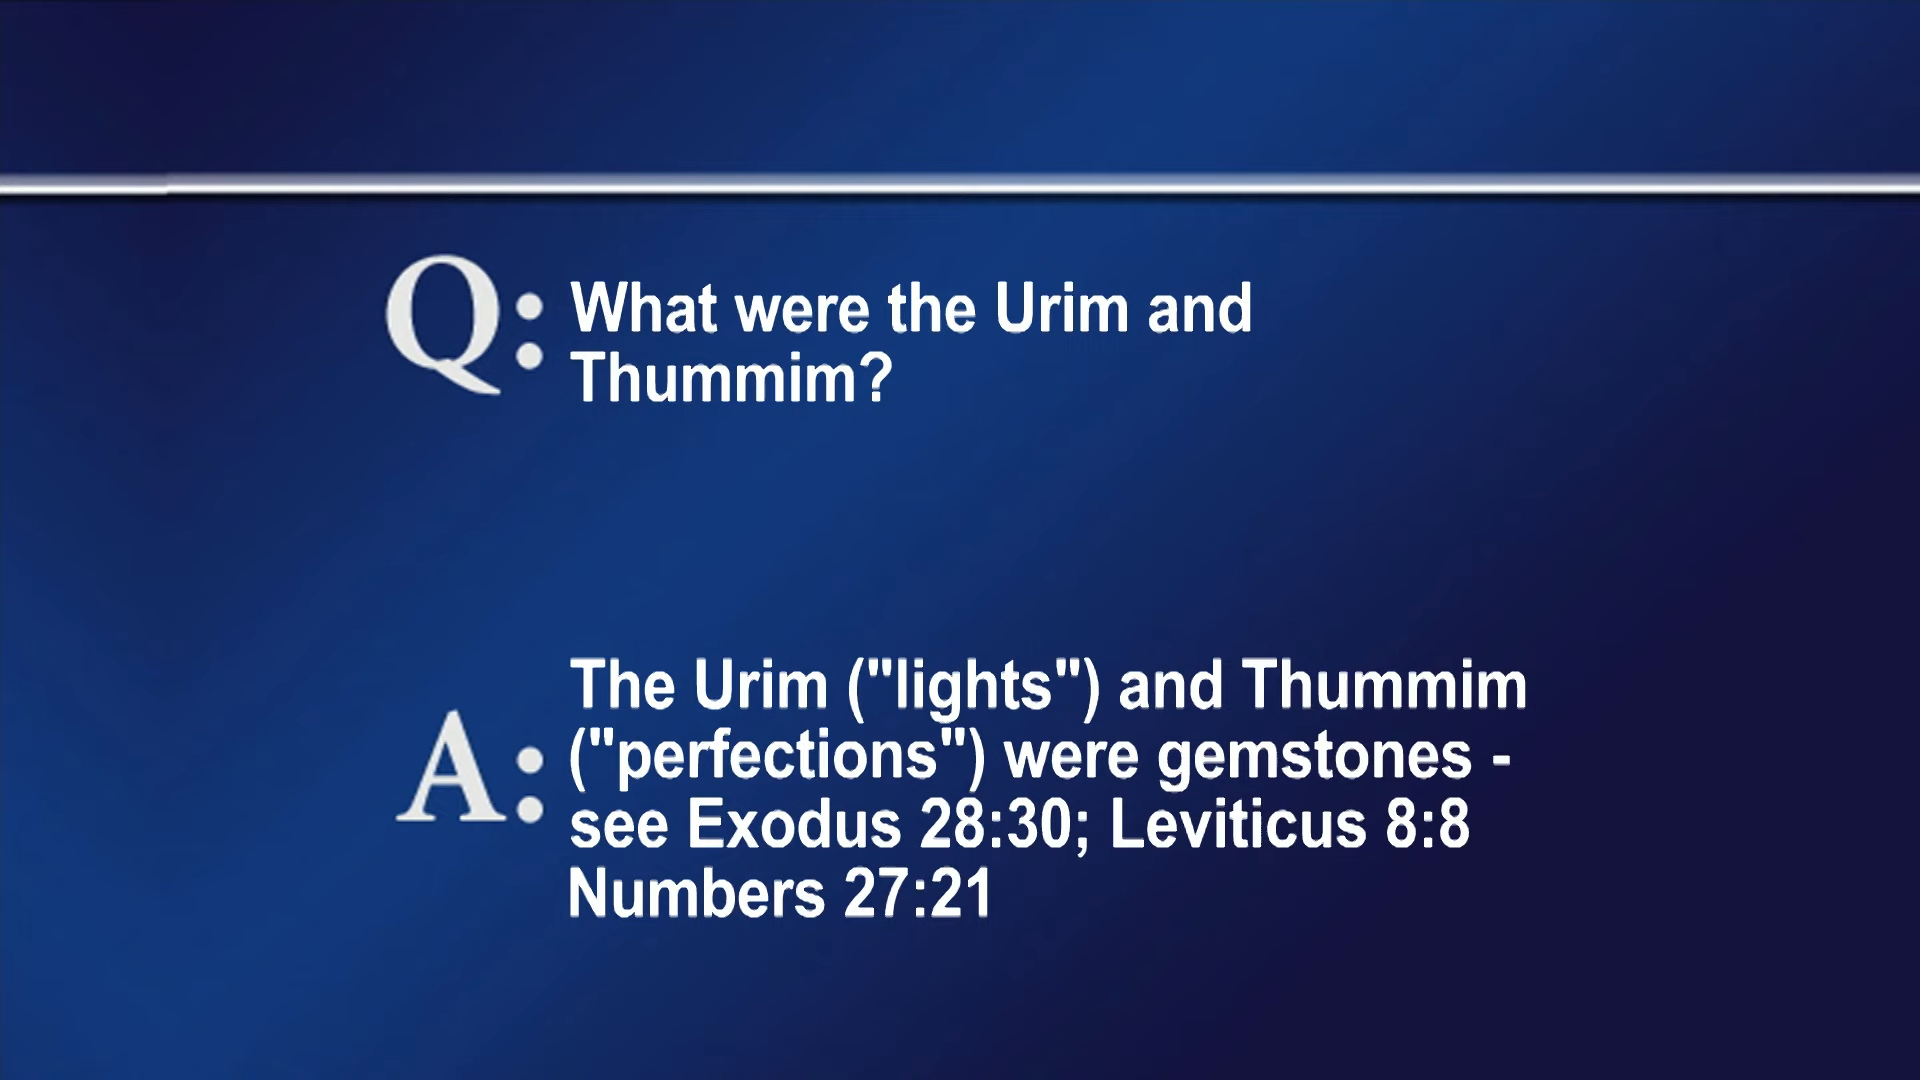 Q: What were the Urim and
Thummim?
A: The Urim ("lights") and Thummim
("perfections") were gemstones -
see Exodus 28:30; Leviticus 8:8
Numbers 27:21